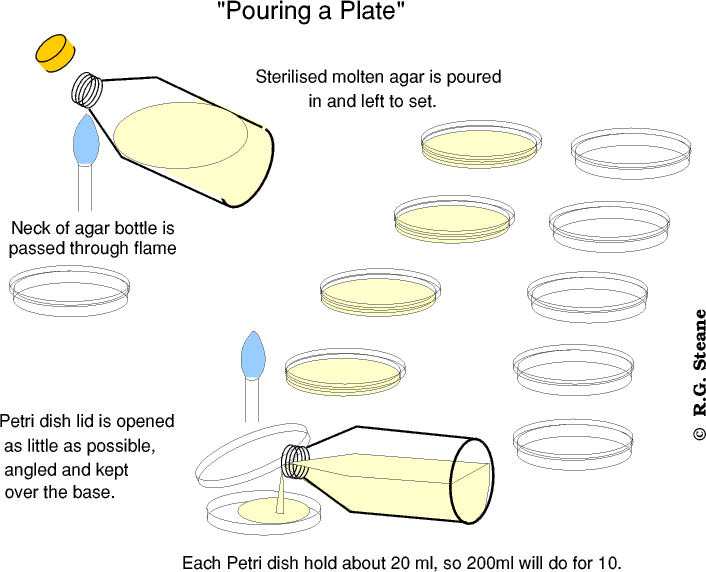 "Pouring a Plate"
Sterilised molten agar is poured
in and left to set.
Neck of agar bottle is
passed through flame
Petri dish lid is opened
as little as possible,
angled and kept
over the base.
Each Petri dish hold about 20 ml, so 200ml will do for 10.
© R.G. Steane